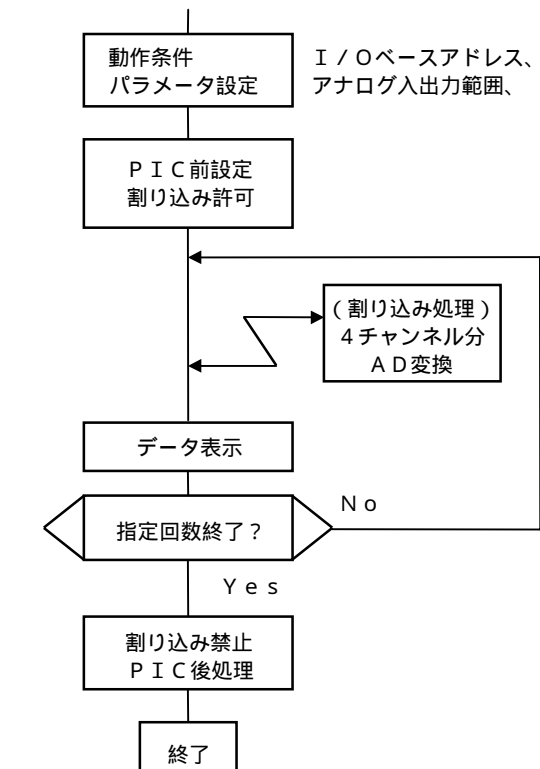 動作条件
パラメータ設定
Ｉ／Ｏベースアドレス、
アナログ入出力範囲、
ＰＩＣ前設定
割り込み許可
（割り込み処理）
４チャンネル分
ＡＤ変換
データ表示
指定回数終了？
Ｎｏ
Ｙｅｓ
割り込み禁止
ＰＩＣ後処理
終了